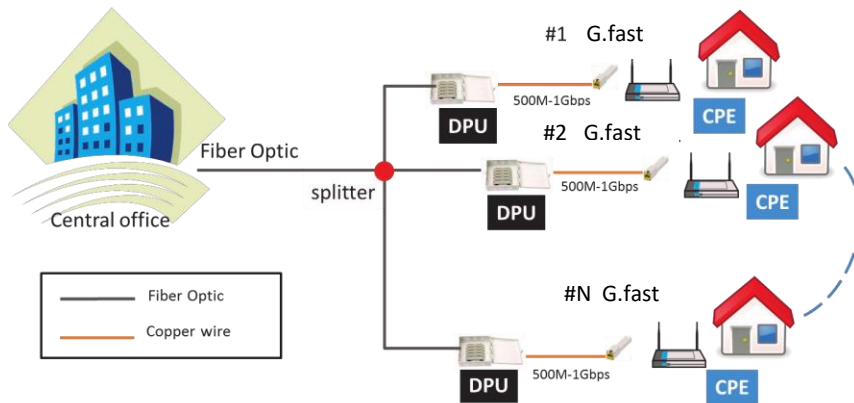 #1 G.fast
500M-1Gbps
DPU
CPE
#2 G.fast
Fiber Optic
500M-1Gbps
splitter
DPU
CPE
Central office
#N G.fast
Fiber Optic
Copper wire
500M-1Gbps
DPU
CPE